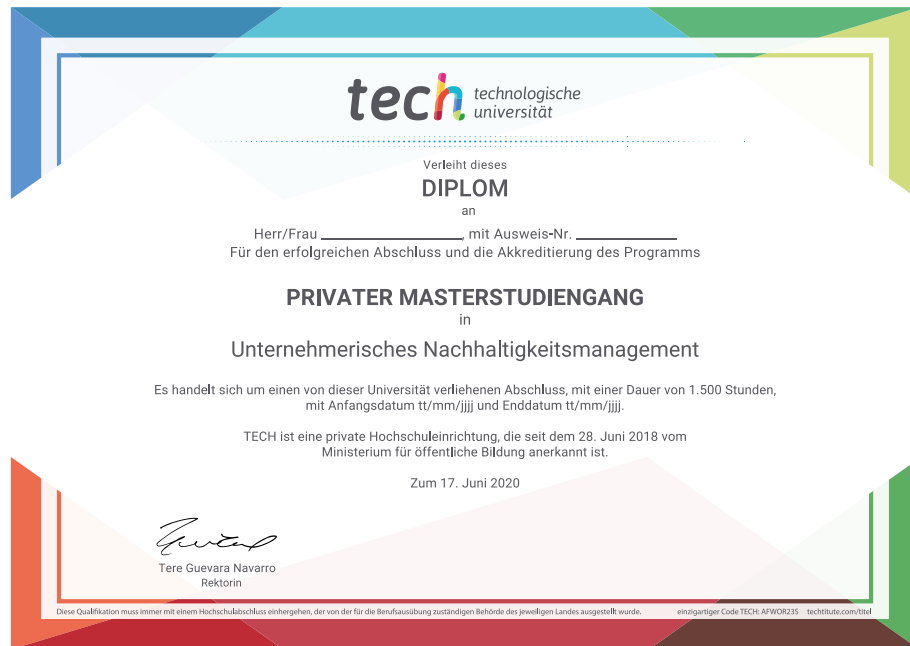 tech technologische
universität
Verleiht dieses
DIPLOM
an
Herr/Frau ____________, mit Ausweis-Nr. ____________
Für den erfolgreichen Abschluss und die Akkreditierung des Programms
PRIVATER MASTERSTUDIENGANG
in
Unternehmerisches Nachhaltigkeitsmanagement
Es handelt sich um einen von dieser Universität verliehenen Abschluss, mit einer Dauer von 1.500 Stunden,
mit Anfangsdatum tt/mm/jjjj und Enddatum tt/mm/jjjj.
TECH ist eine private Hochschuleinrichtung, die seit dem 28. Juni 2018 vom
Ministerium für öffentliche Bildung anerkannt ist.
Zum 17. Juni 2020
Tere Guevara Navarro
Rektorin
Diese Qualifikation muss immer mit einem Hochschulabschluss einhergehen, der von der für die Berufsausübung zuständigen Behörde des jeweiligen Landes ausgestellt wurde. einzigartiger Code TECH: AFWOR23S techtitute.com/titel